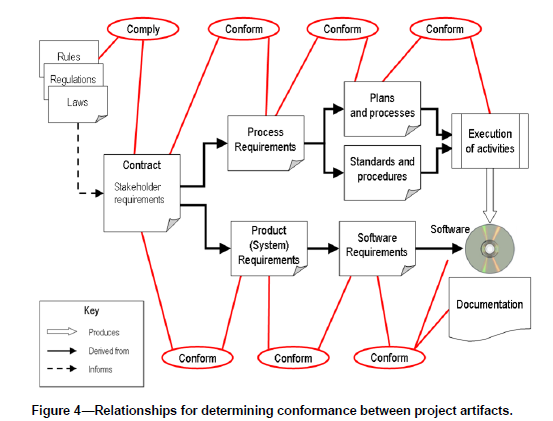 Comply
Conform
Conform
Conform
Rules
Regulations
Laws
Contract
Stakeholder
requirements
Process
Requirements
Plans
and processes
Standards and
procedures
Execution
of activities
Product
(System)
Requirements
Software
Requirements
Software
Documentation
Key
Produces
Derived from
Informs
Conform
Conform
Conform
Figure 4—Relationships for determining conformance between project artifacts.